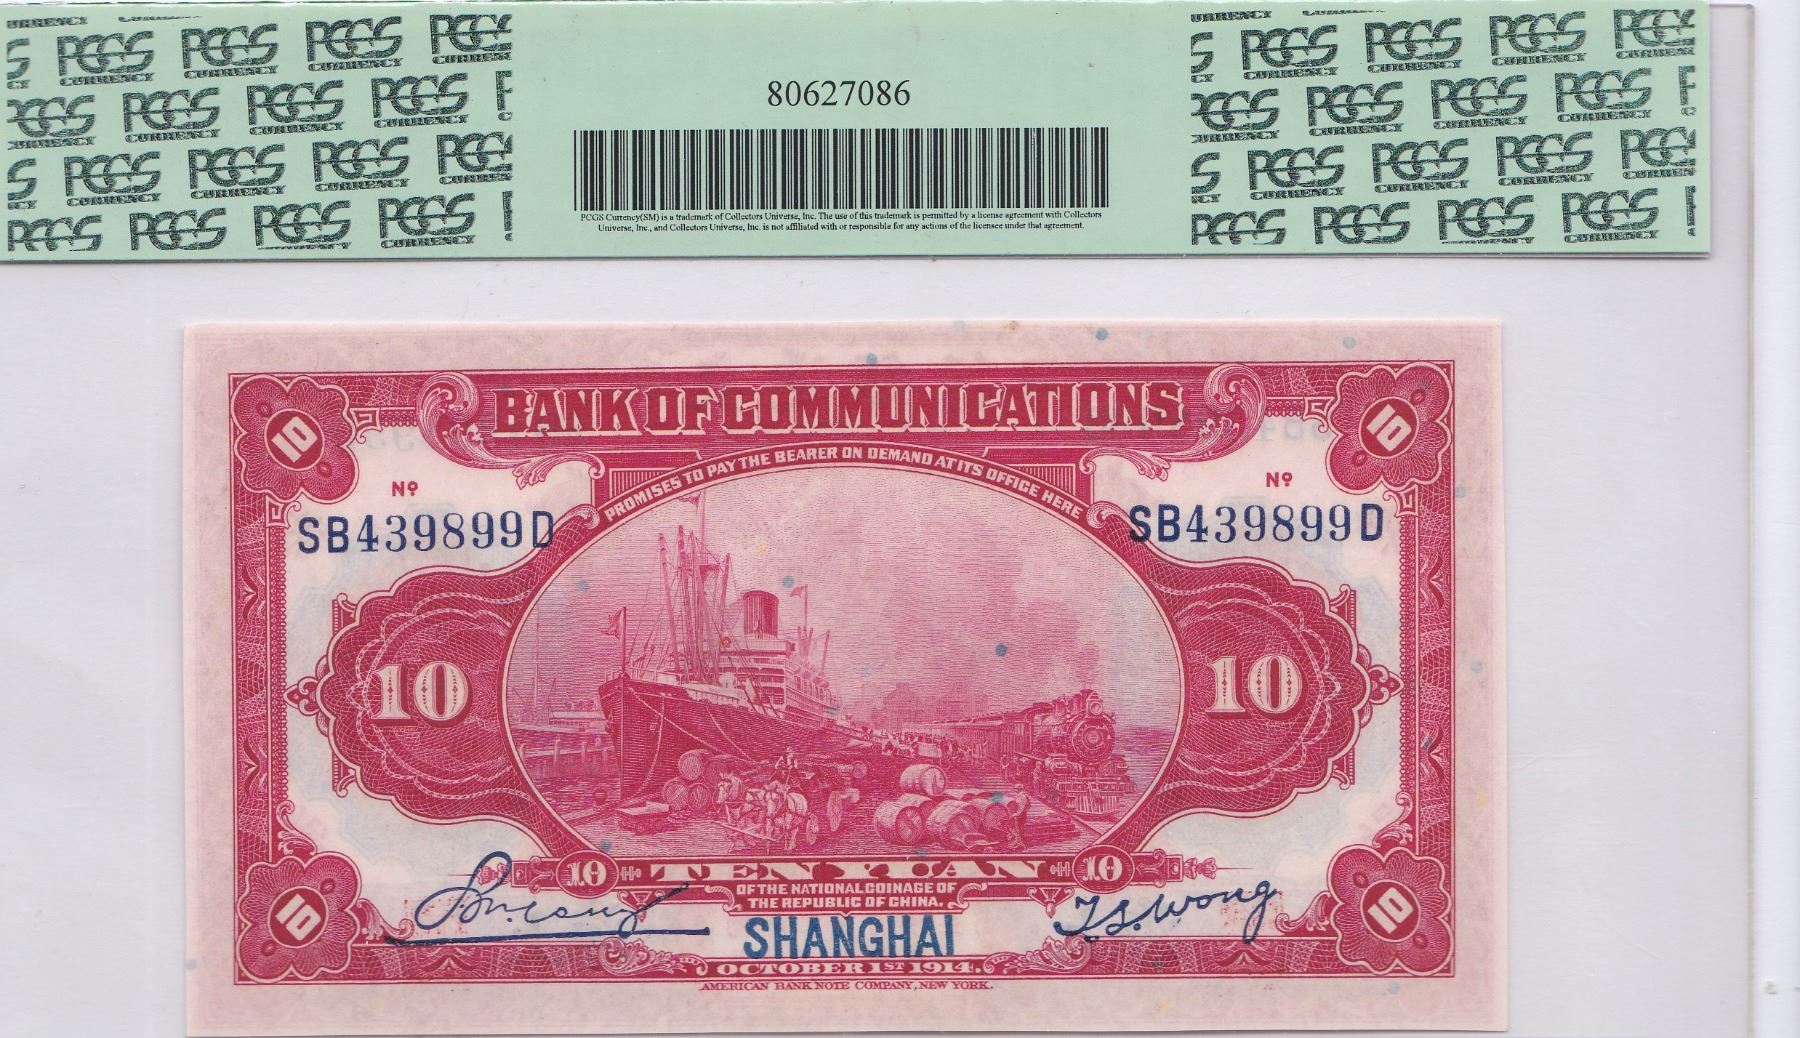 PCGS CURRENCY
80627086
PCGS Currency(SM) is a trademark of Collectors Universe, Inc. The use of this trademark is permitted by a license agreement with Collectors
Universe, Inc., and Collectors Universe, Inc. is not affiliated with or responsible for any actions of the licensee under that agreement.
10 BANK OF COMMUNICATIONS 10
PROMISES TO PAY THE BEARER ON DEMAND AT ITS OFFICE HERE
Nº Nº
SB439899D SB439899D
10 10
10 TEN YUAN 10
OF THE NATIONAL COINAGE OF
THE REPUBLIC OF CHINA.
T.S. Wong
10 SHANGHAI 10
OCTOBER 1ST 1914.
AMERICAN BANK NOTE COMPANY, NEW YORK.